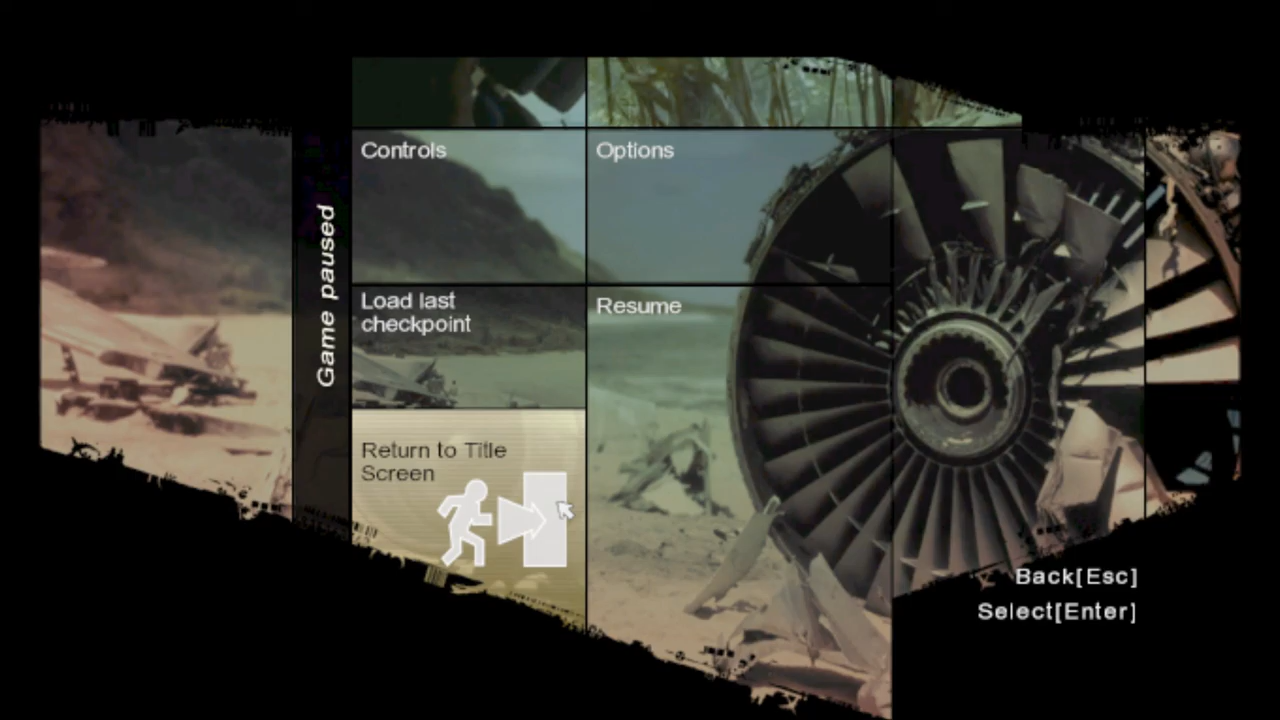 Game paused
Controls
Options
Load last
checkpoint
Resume
Return to Title
Screen
Back[Esc]
Select[Enter]